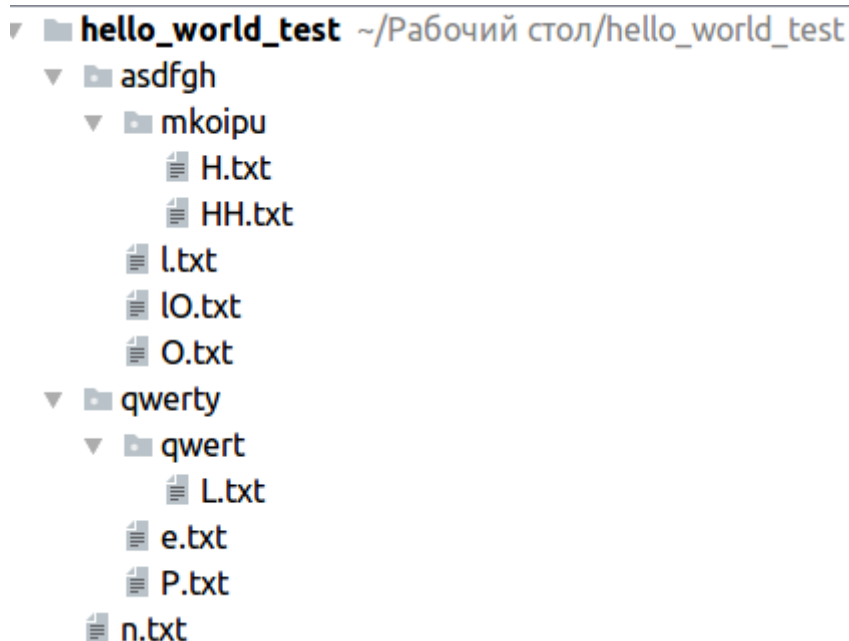 hello_world_test ~/Рабочий стол/hello_world_test
asdfgh
mkoipu
H.txt
HH.txt
l.txt
lO.txt
O.txt
qwerty
qwert
L.txt
e.txt
P.txt
n.txt